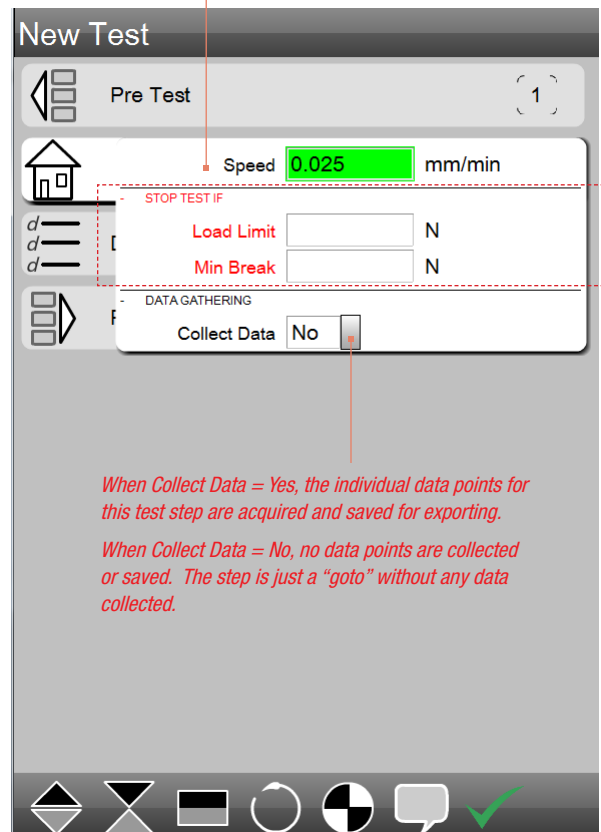 New Test
Pre Test
1
Speed 0.025 mm/min
- STOP TEST IF
d
Load Limit N
d
d
Min Break N
- DATA GATHERING
Collect Data No
When Collect Data = Yes, the individual data points for
this test step are acquired and saved for exporting.
When Collect Data = No, no data points are collected
or saved. The step is just a “goto” without any data
collected.